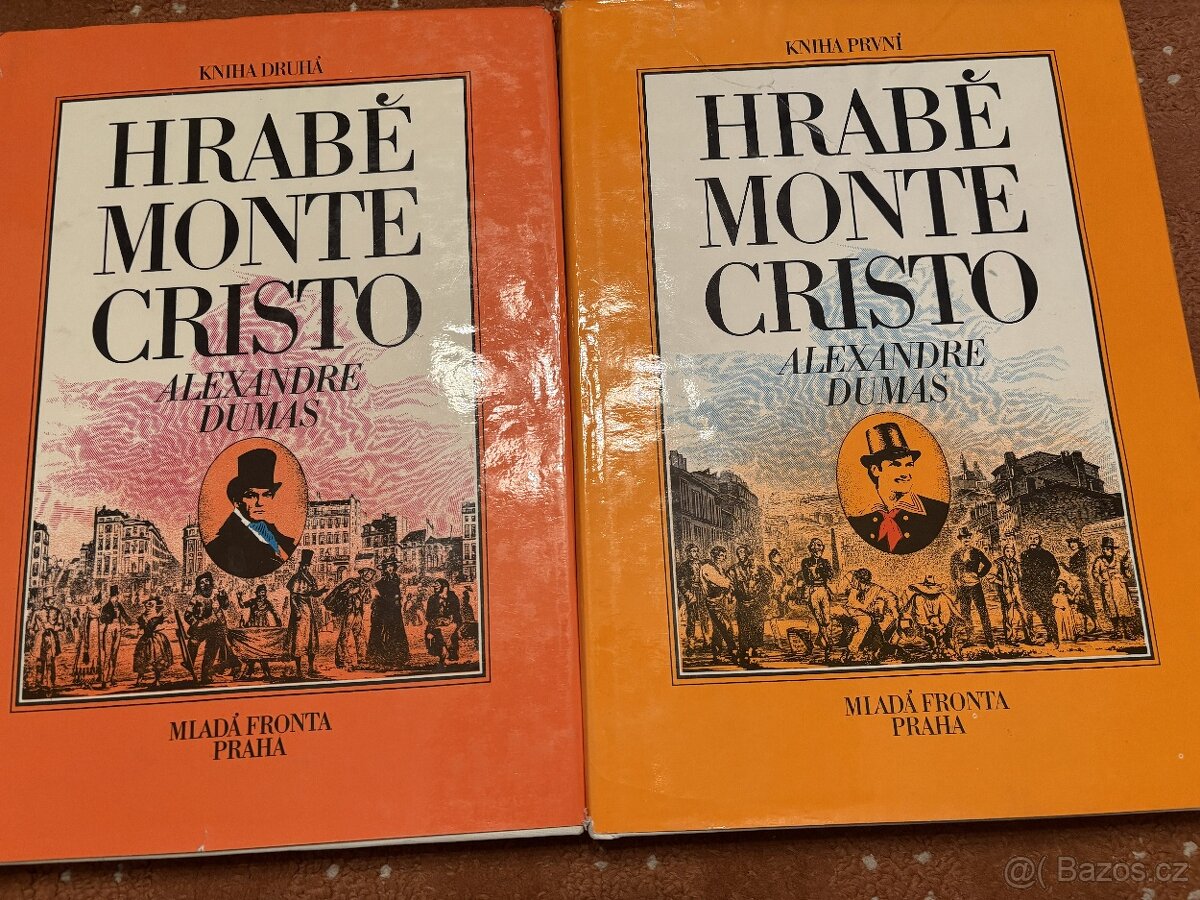 KNIHA DRUHÁ
HRABĚ
MONTE
CRISTO
ALEXANDRE
DUMAS
MLADÁ FRONTA
PRAHA
KNIHA PRVNÍ
HRABĚ
MONTE
CRISTO
ALEXANDRE
DUMAS
MLADÁ FRONTA
PRAHA
Bazos.cz